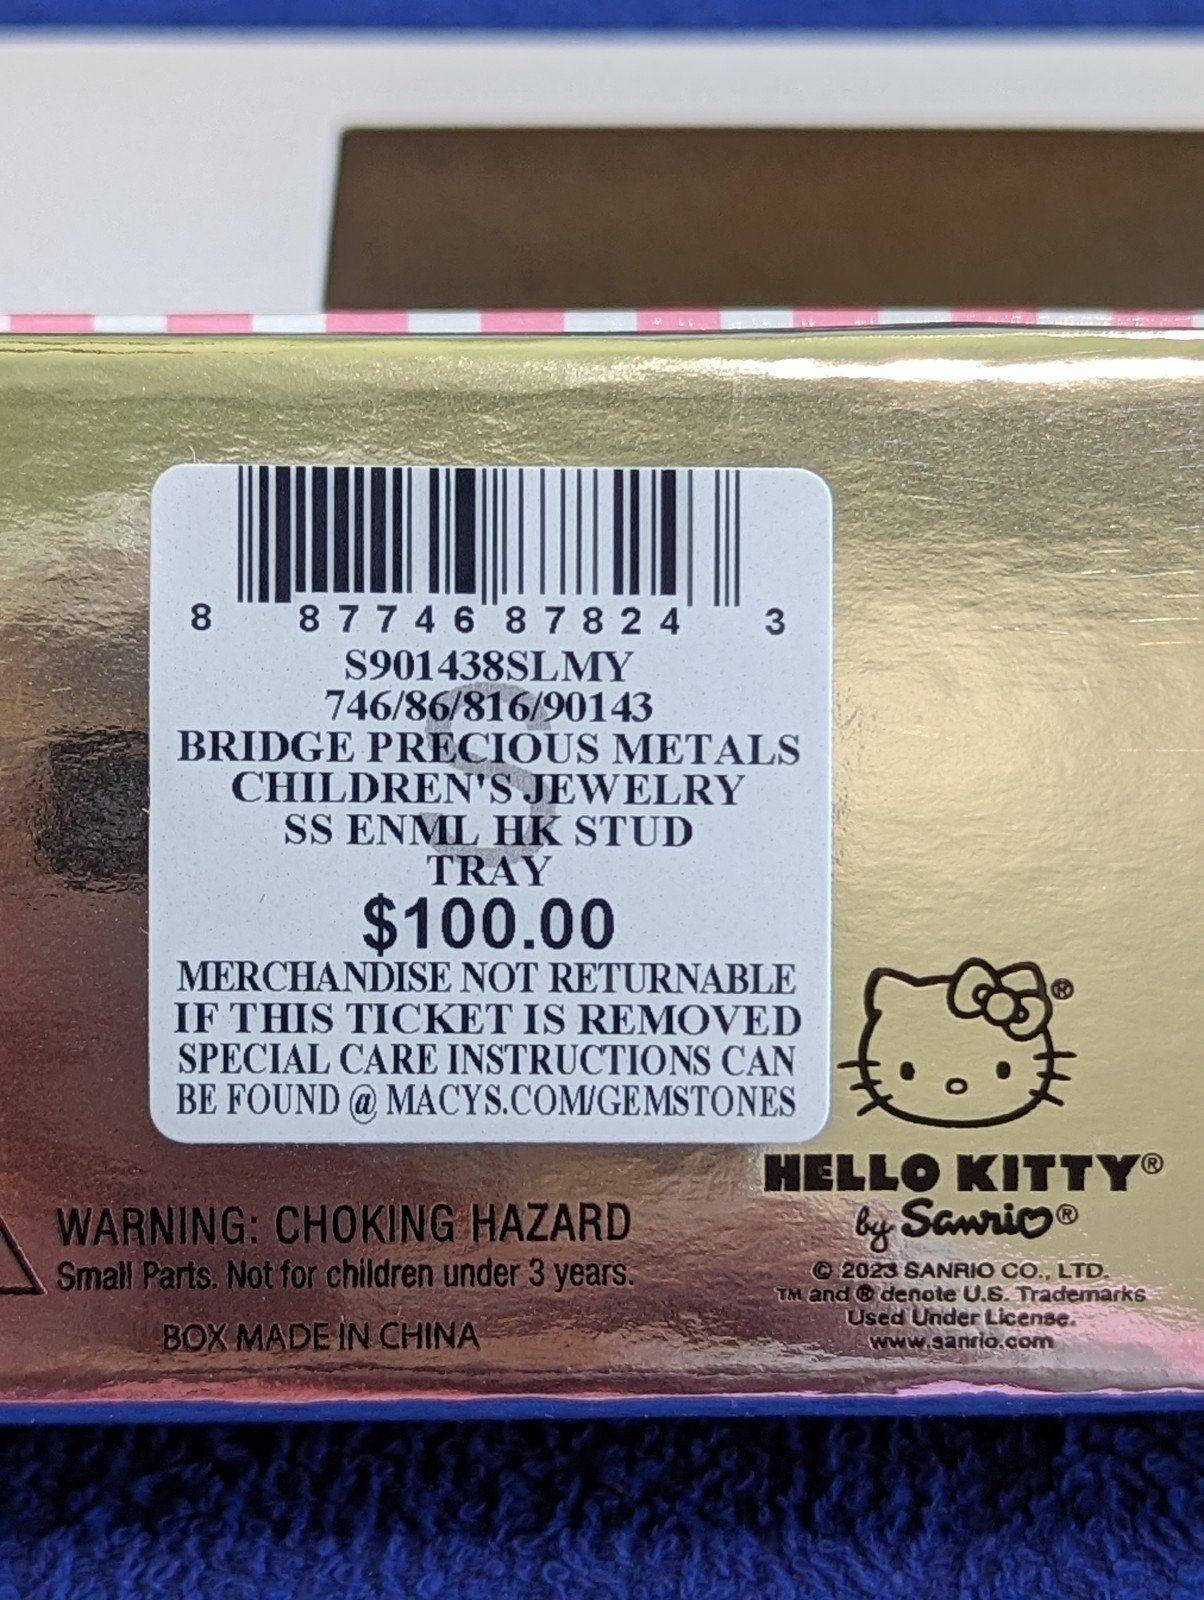 8 87746 87824 3
S901438SLMY
746/86/816/90143
BRIDGE PRECIOUS METALS
CHILDREN'S JEWELRY
SS ENML HK STUD
TRAY
$100.00
MERCHANDISE NOT RETURNABLE
IF THIS TICKET IS REMOVED
SPECIAL CARE INSTRUCTIONS CAN
BE FOUND @ MACYS.COM/GEMSTONES
S
WARNING: CHOKING HAZARD
Small Parts. Not for children under 3 years.
BOX MADE IN CHINA
®
HELLO KITTY®
by Sanrio®
© 2023 SANRIO CO., LTD.
TM and ® denote U.S. Trademarks
Used Under License.
www.sanrio.com